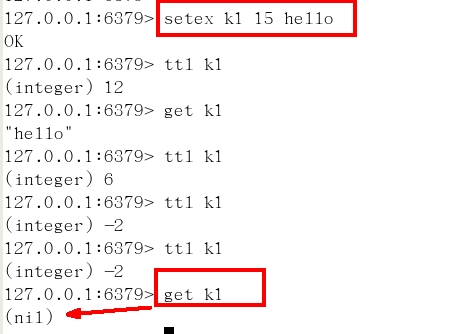 127.0.0.1:6379> setex k1 15 hello
OK
127.0.0.1:6379> ttl k1
(integer) 12
127.0.0.1:6379> get k1
"hello"
127.0.0.1:6379> ttl k1
(integer) 6
127.0.0.1:6379> ttl k1
(integer) -2
127.0.0.1:6379> ttl k1
(integer) -2
127.0.0.1:6379> get k1
(nil)